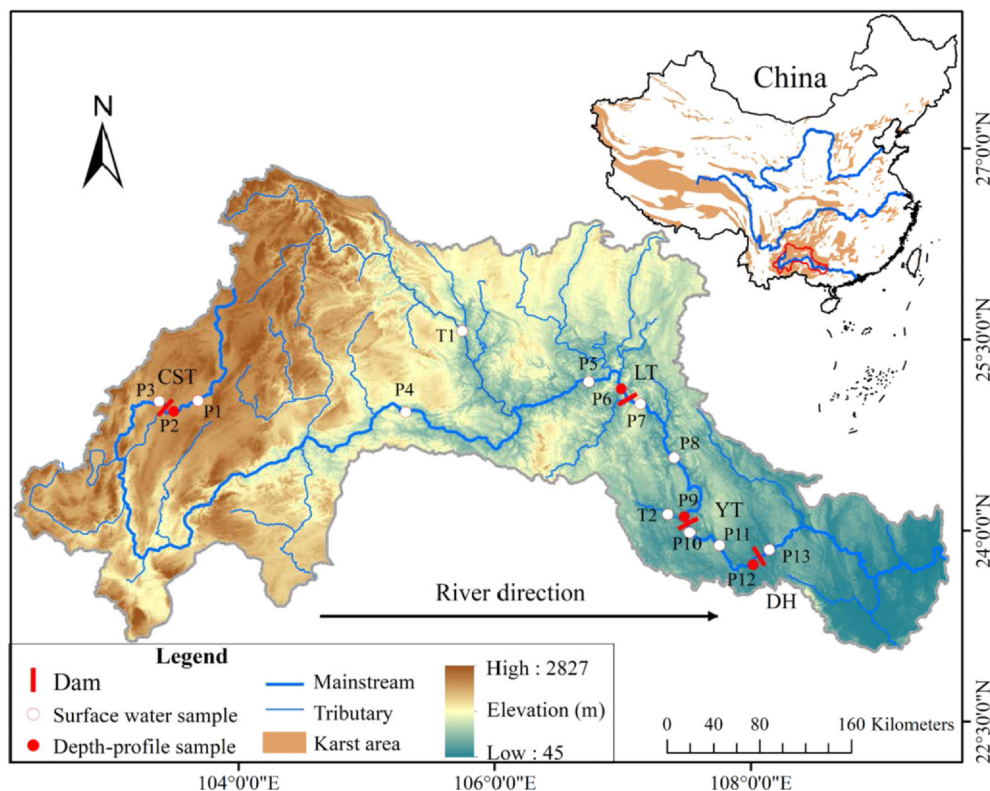 China
N
27°0'0"N
25°30'0"N
24°0'0"N
22°30'0"N
T1
CST
P3
P1
P2
P4
P5
LT
P6
P7
P8
P9
T2
YT
P10
P11
P13
P12
DH
River direction
Legend
Dam
Surface water sample
Depth-profile sample
Mainstream
Tributary
Karst area
High : 2827
Elevation (m)
Low : 45
0 40 80 160 Kilometers
104°0'0"E
106°0'0"E
108°0'0"E